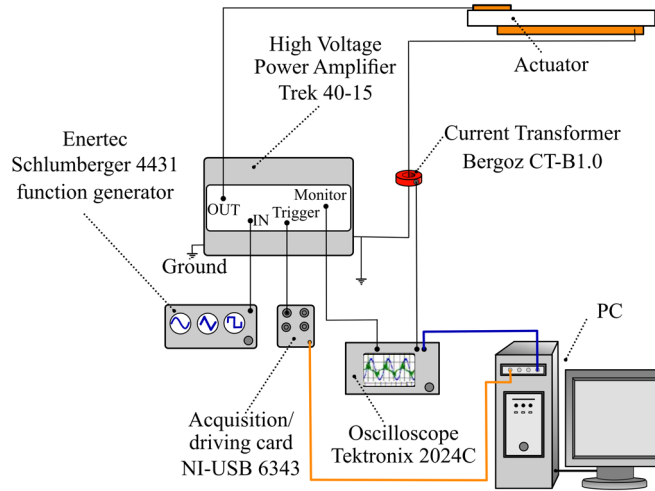 High Voltage
Power Amplifier
Trek 40-15
Actuator
Enertec
Schlumberger 4431
function generator
Current Transformer
Bergoz CT-B1.0
Monitor
OUT
IN
Trigger
Ground
PC
Acquisition/
driving card
NI-USB 6343
Oscilloscope
Tektronix 2024C